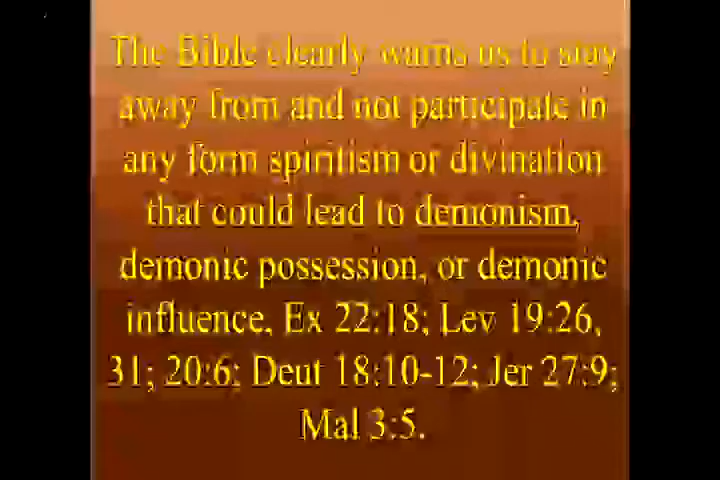 The Bible clearly warns us to stay
away from and not participate in
any form spiritism or divination
that could lead to demonism,
demonic possession, or demonic
influence, Ex 22:18; Lev 19:26,
31; 20:6; Deut 18:10-12; Jer 27:9;
Mal 3:5.